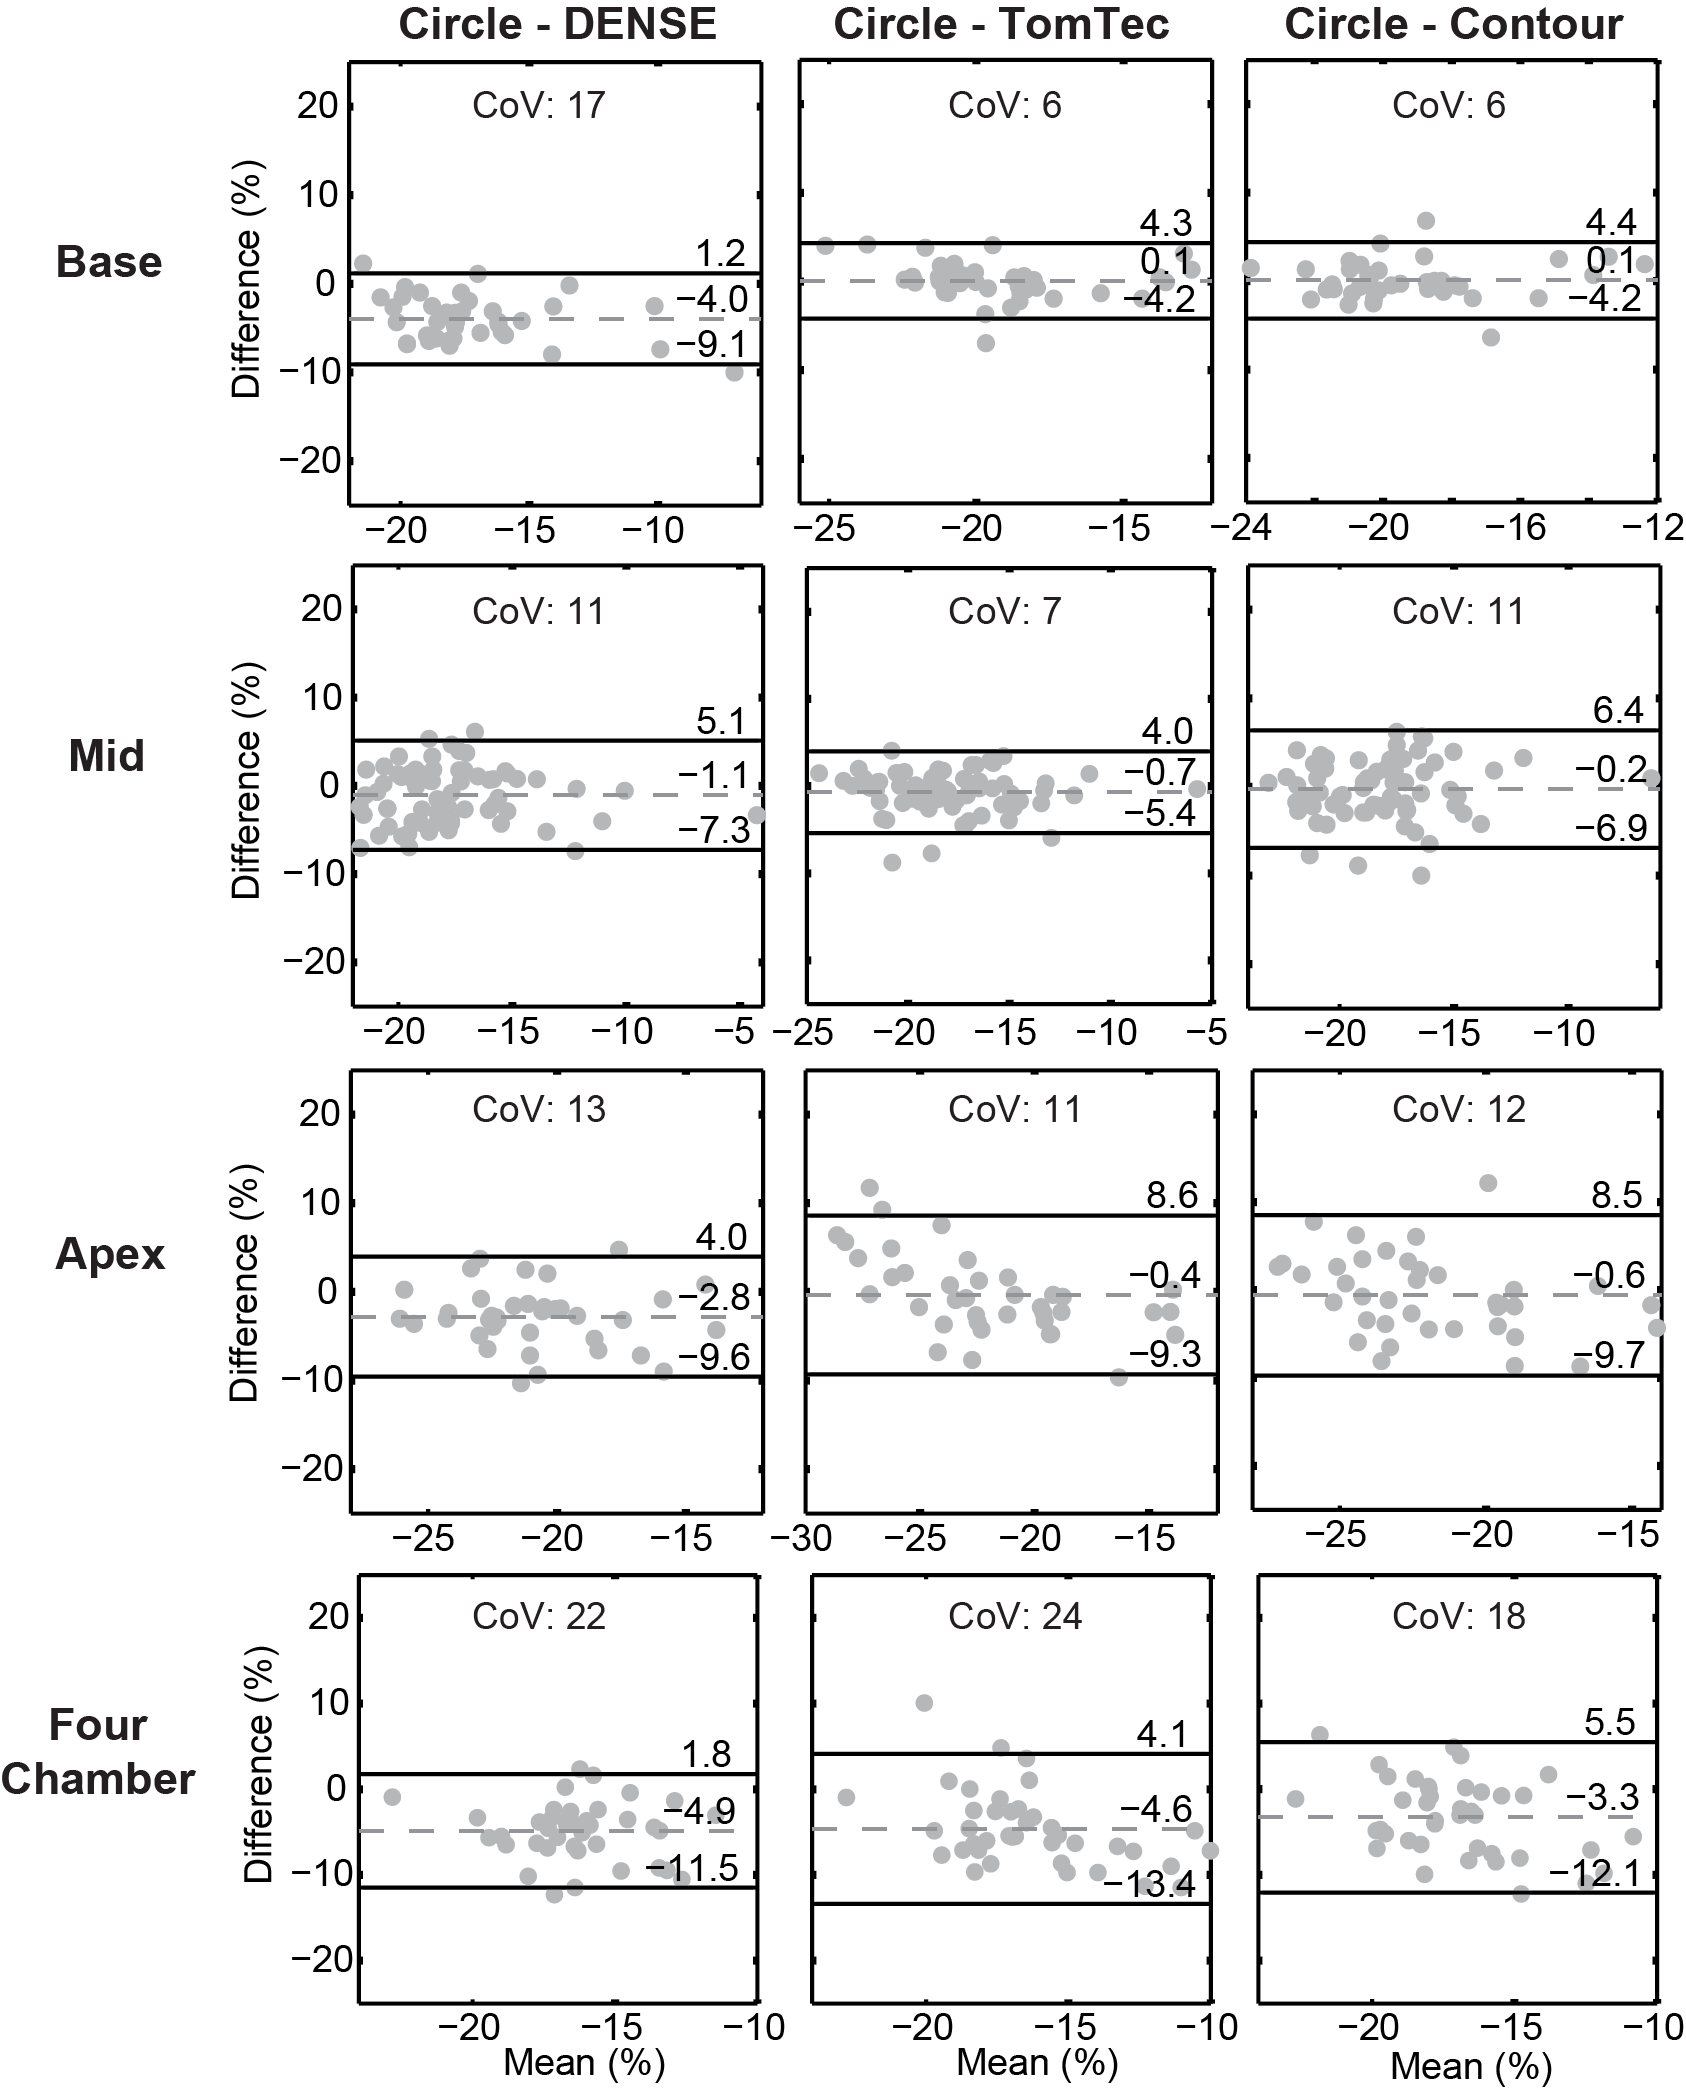 Circle - DENSE Circle - TomTec Circle - Contour
CoV: 17 CoV: 6 CoV: 6
20
10
0
−10
−20
Difference (%)
Base
1.2
−4.0
−9.1
4.3
0.1
−4.2
4.4
0.1
−4.2
−20 −15 −10
−25 −20 −15
−24 −20 −16 −12
CoV: 11 CoV: 7 CoV: 11
20
10
0
−10
−20
Difference (%)
Mid
5.1
−1.1
−7.3
4.0
−0.7
−5.4
6.4
−0.2
−6.9
−20 −15 −10 −5
−25 −20 −15 −10 −5
−20 −15 −10
CoV: 13 CoV: 11 CoV: 12
20
10
0
−10
−20
Difference (%)
Apex
4.0
−2.8
−9.6
8.6
−0.4
−9.3
8.5
−0.6
−9.7
−25 −20 −15
−30 −25 −20 −15
−25 −20 −15
CoV: 22 CoV: 24 CoV: 18
20
10
0
−10
−20
Difference (%)
Four
Chamber
1.8
−4.9
−11.5
4.1
−4.6
−13.4
5.5
−3.3
−12.1
−20 −15 −10
−20 −15 −10
−20 −15 −10
Mean (%) Mean (%) Mean (%)